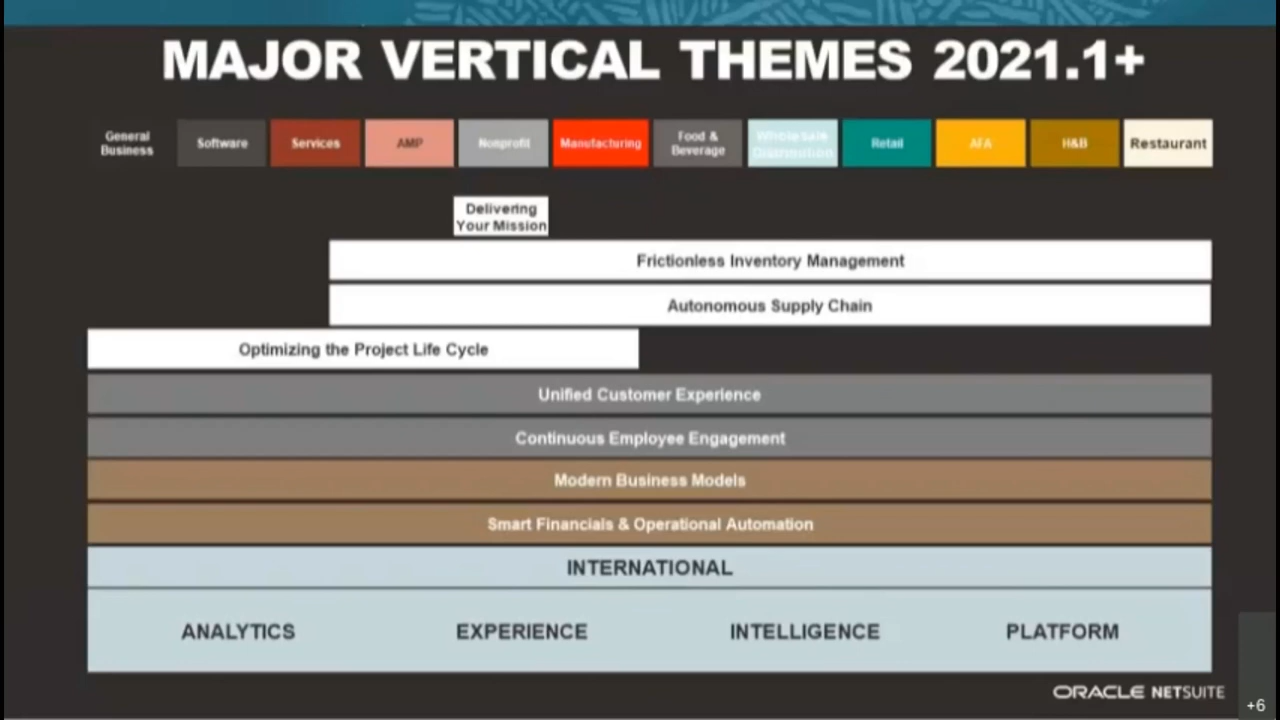 MAJOR VERTICAL THEMES 2021.1+
General
Business
Software
Services
AMP
Nonprofit
Manufacturing
Food &
Beverage
Wholesale
Distribution
Retail
AFA
H&B
Restaurant
Delivering
Your Mission
Frictionless Inventory Management
Autonomous Supply Chain
Optimizing the Project Life Cycle
Unified Customer Experience
Continuous Employee Engagement
Modern Business Models
Smart Financials & Operational Automation
INTERNATIONAL
ANALYTICS EXPERIENCE INTELLIGENCE PLATFORM
ORACLE NETSUITE
+6